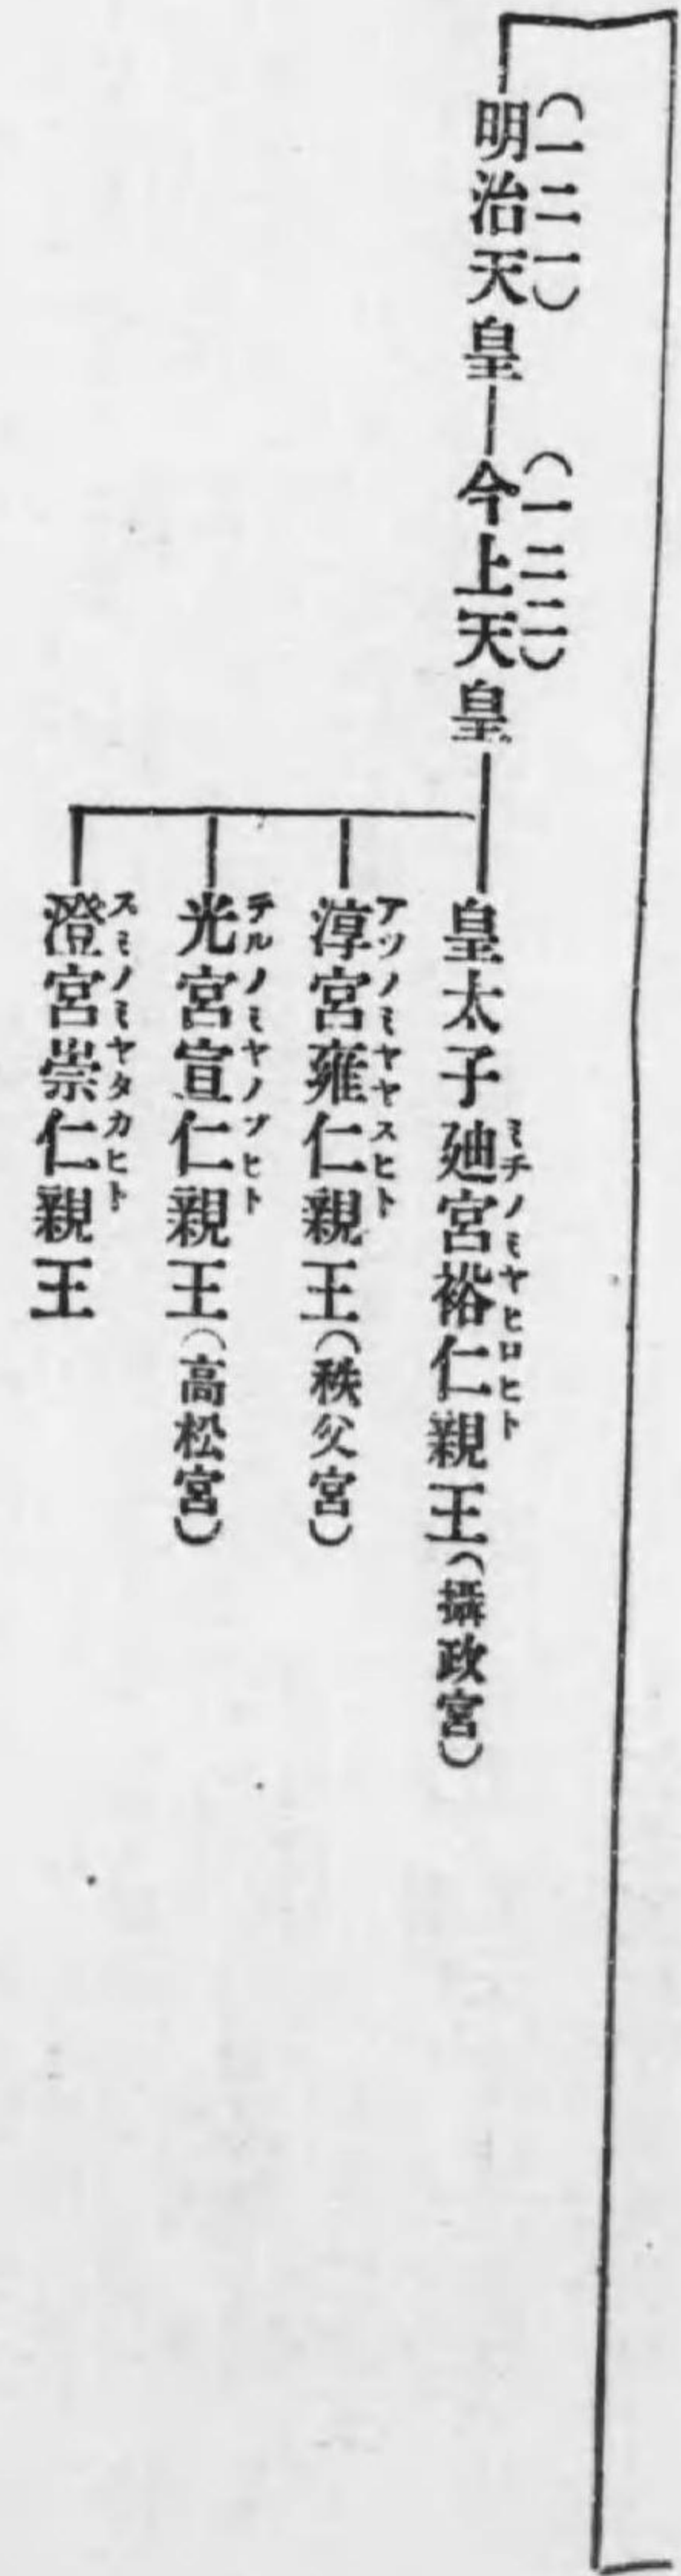 （一二一）
明治天皇
（一二二）
今上天皇
ミチノミヤヒロヒト
皇太子迪宮裕仁親王（攝政宮）
アツノミヤヤスヒト
淳宮雍仁親王（秩父宮）
テルノミヤノブヒト
光宮宣仁親王（高松宮）
スミノミヤタカヒト
澄宮崇仁親王